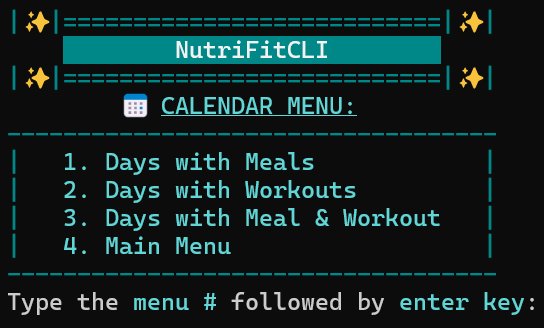 |✨|===========================|✨|
NutriFitCLI
|✨|===========================|✨|
📅 CALENDAR MENU:
-----------------------------------
| 1. Days with Meals |
| 2. Days with Workouts |
| 3. Days with Meal & Workout |
| 4. Main Menu |
-----------------------------------
Type the menu # followed by enter key: